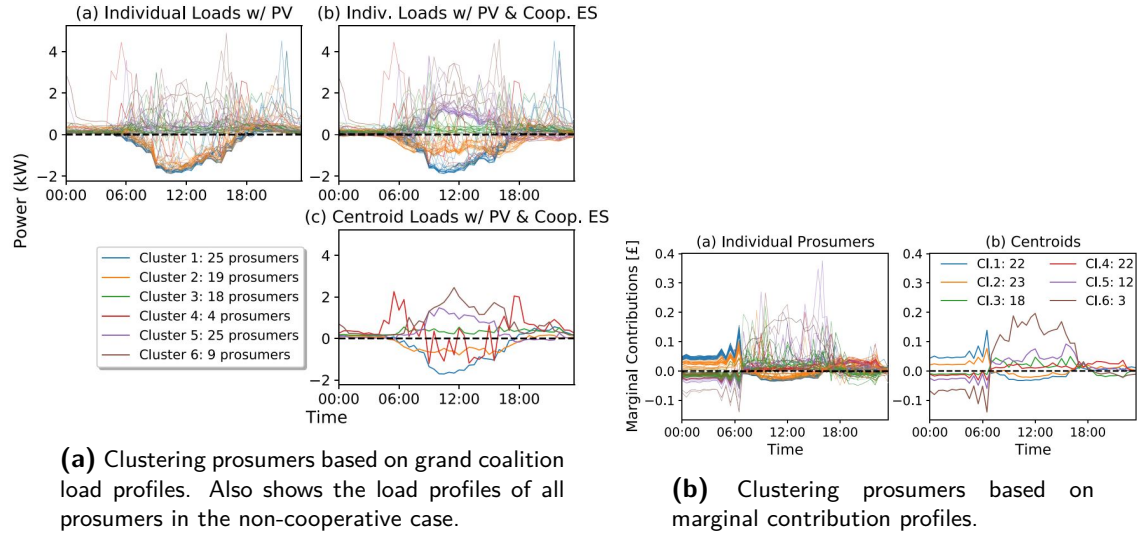 (a) Individual Loads w/ PV
(b) Indiv. Loads w/ PV & Coop. ES
4
2
0
−2
00:00 06:00 12:00 18:00
00:00 06:00 12:00 18:00
Power (kW)
(c) Centroid Loads w/ PV & Coop. ES
4
2
0
−2
00:00 06:00 12:00 18:00
Time
Cluster 1: 25 prosumers
Cluster 2: 19 prosumers
Cluster 3: 18 prosumers
Cluster 4: 4 prosumers
Cluster 5: 25 prosumers
Cluster 6: 9 prosumers
(a) Clustering prosumers based on grand coalition
load profiles. Also shows the load profiles of all
prosumers in the non-cooperative case.
(a) Individual Prosumers
Marginal Contributions [£]
0.4
0.3
0.2
0.1
0.0
−0.1
00:00 06:00 12:00 18:00
Time
(b) Centroids
0.4
0.3
0.2
0.1
0.0
−0.1
Cl.1: 22
Cl.2: 23
Cl.3: 18
Cl.4: 22
Cl.5: 12
Cl.6: 3
00:00 06:00 12:00 18:00
Time
(b) Clustering prosumers based on
marginal contribution profiles.